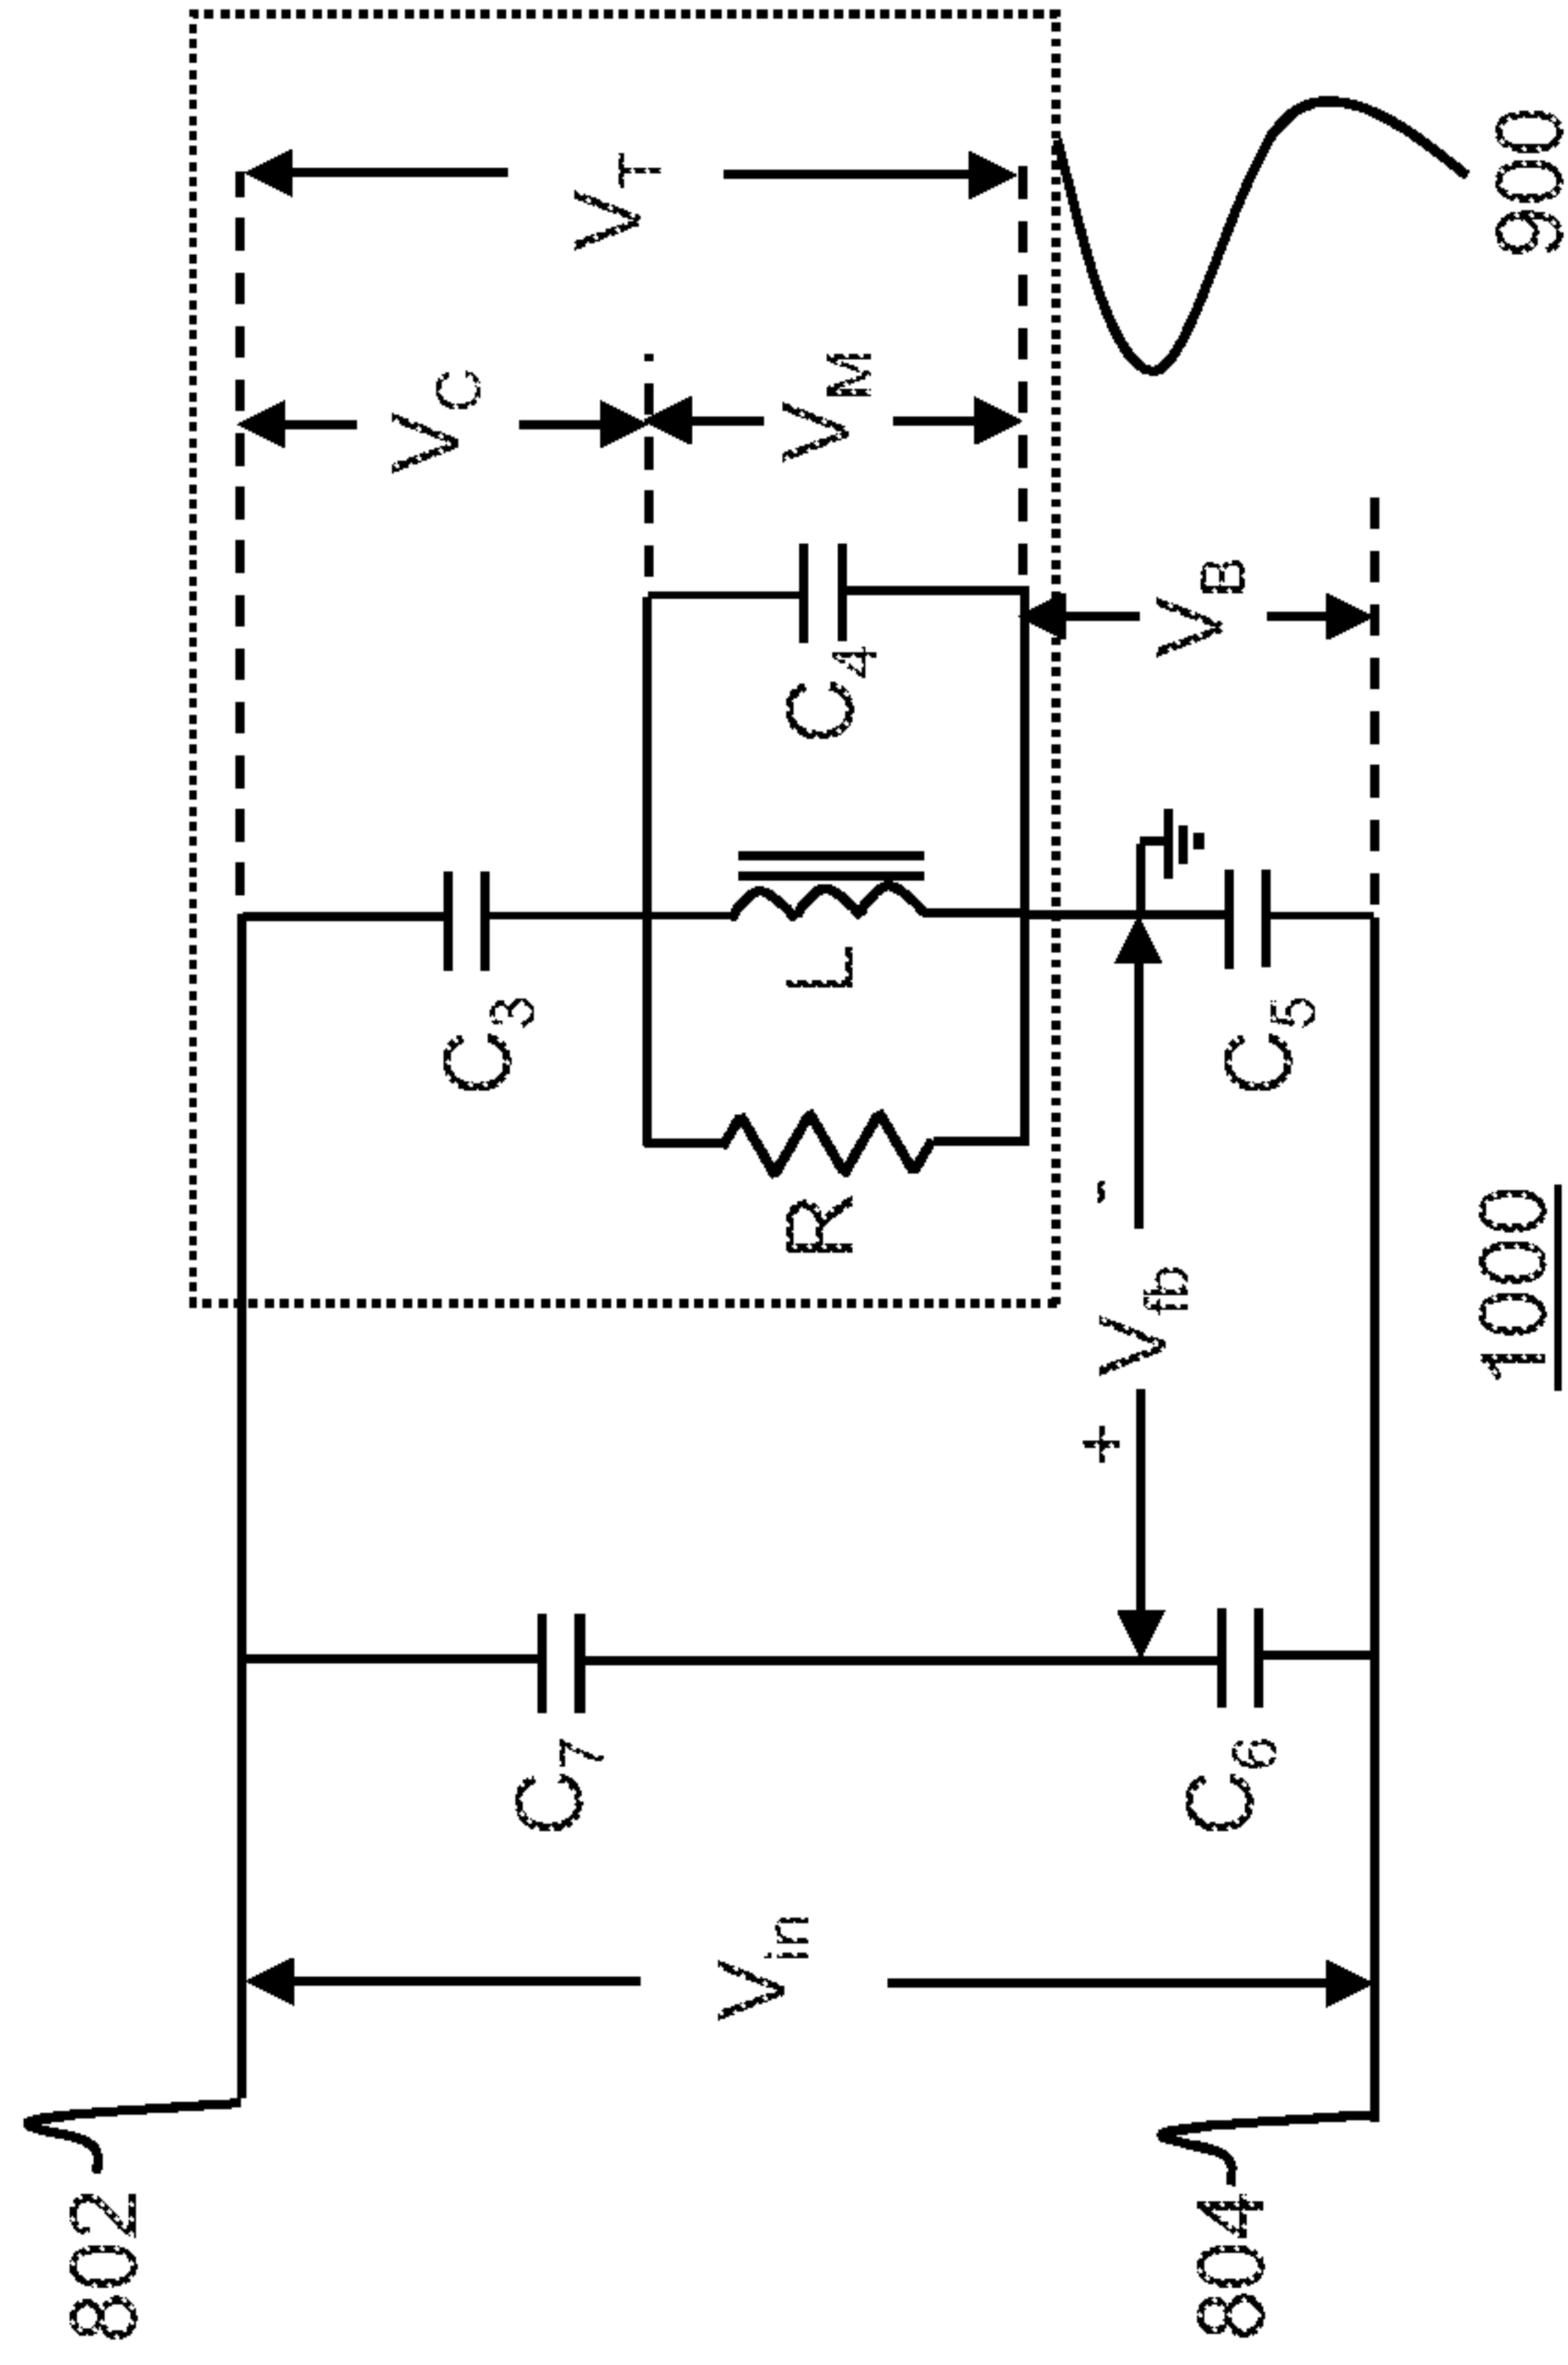 802
804
V_in
C_7
C_6
+ V_fb -
R
L
C_3
C_4
C_5
V_C
V_M
V_T
V_B
900
1000